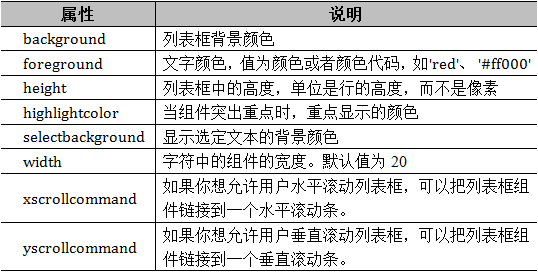 属性 说明
background 列表框背景颜色
foreground 文字颜色，值为颜色或者颜色代码，如'red'、'#ff000'
height 列表框中的高度，单位是行的高度，而不是像素
highlightcolor 当组件突出重点时，重点显示的颜色
selectbackground 显示选定文本的背景颜色
width 字符中的组件的宽度。默认值为 20
xscrollcommand 如果你想允许用户水平滚动列表框，可以把列表框组
件链接到一个水平滚动条。
yscrollcommand 如果你想允许用户垂直滚动列表框，可以把列表框组
件链接到一个垂直滚动条。